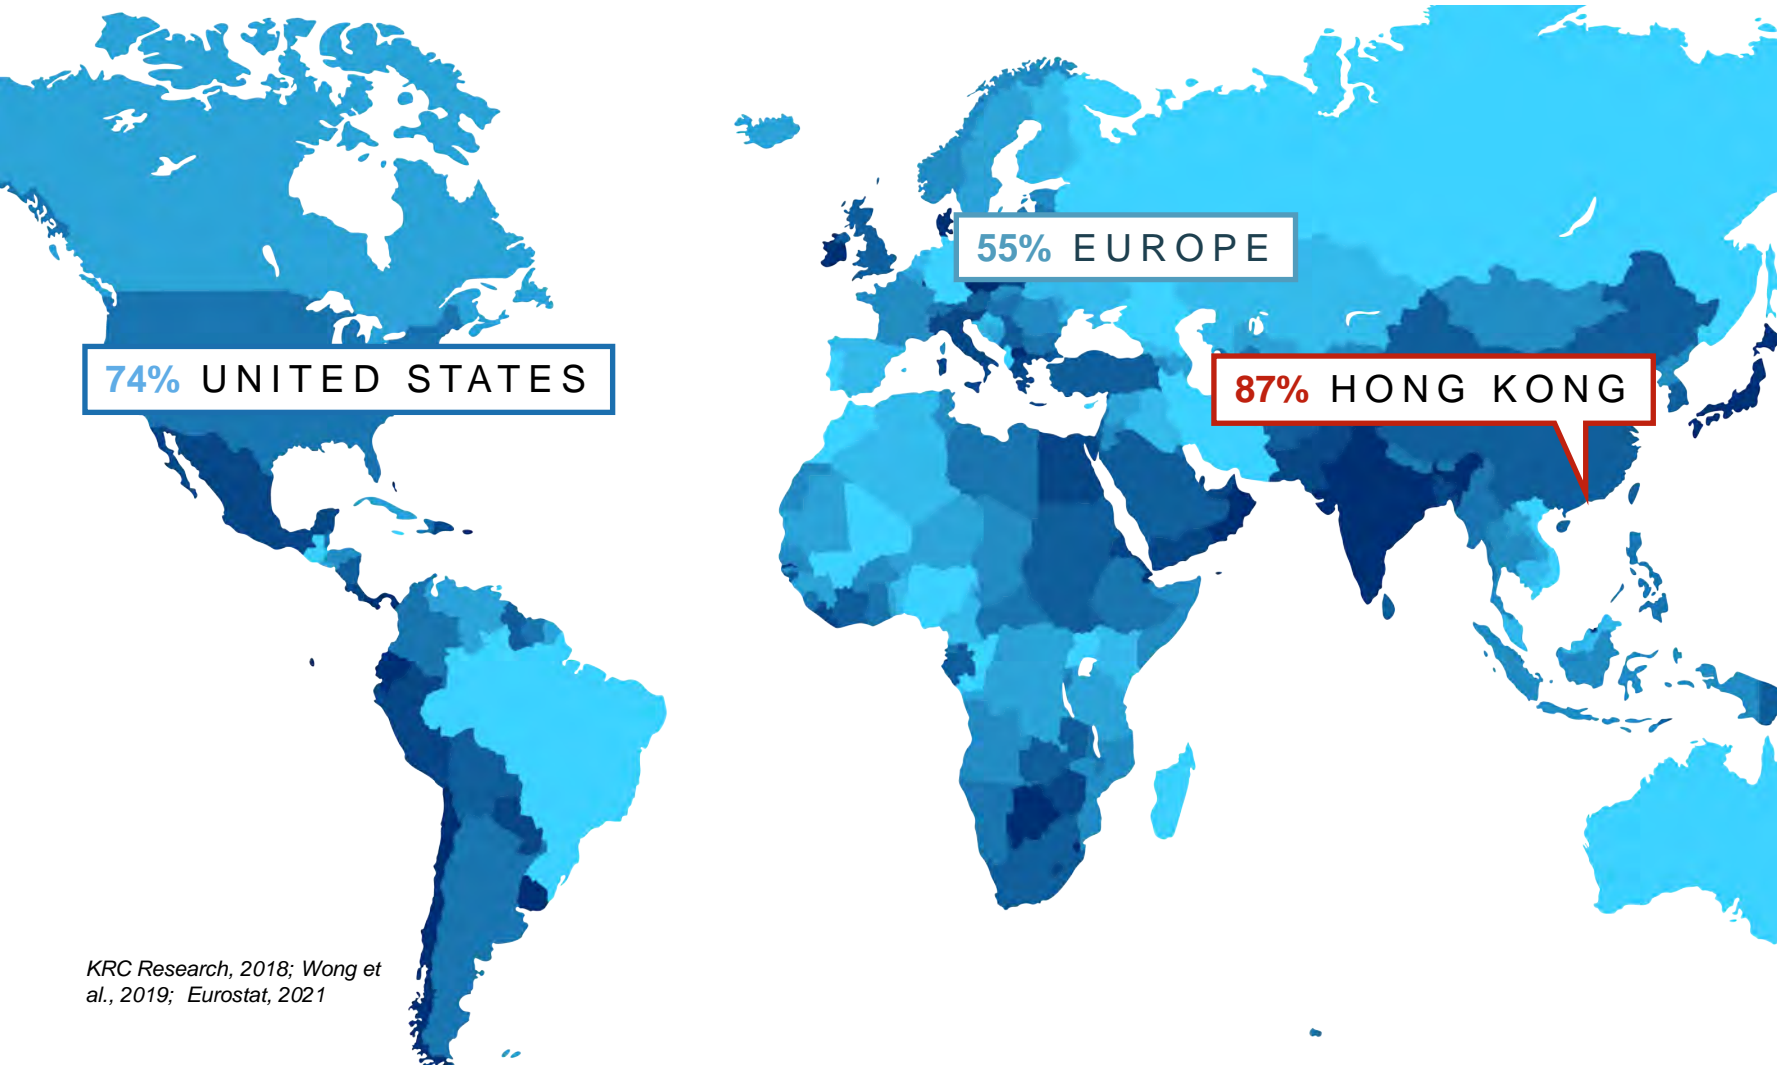 55% EUROPE
74% UNITED STATES
87% HONG KONG
KRC Research, 2018; Wong et
al., 2019; Eurostat, 2021